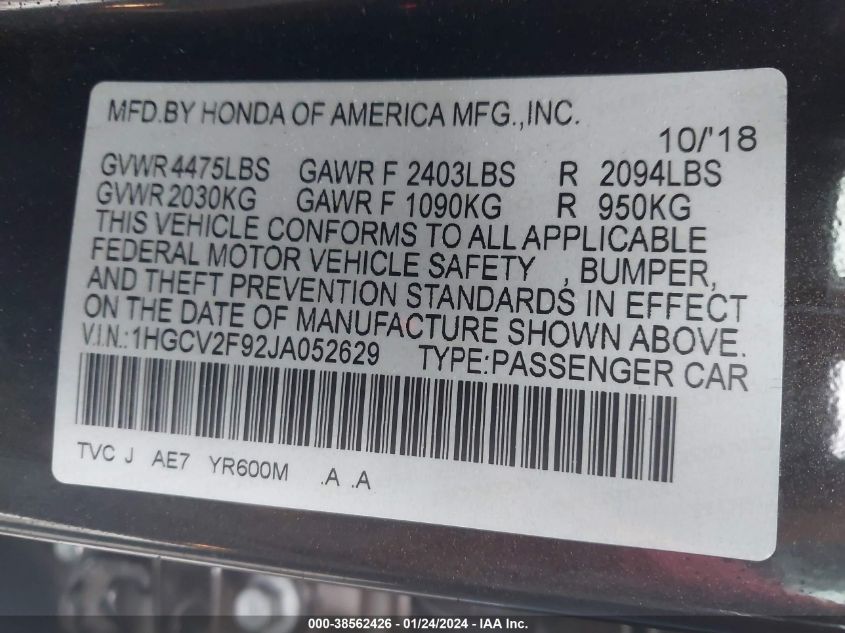 MFD.BY HONDA OF AMERICA MFG.,INC.
10/'18
GVWR 4475LBS GAWR F 2403LBS R 2094LBS
GVWR 2030KG GAWR F 1090KG R 950KG
THIS VEHICLE CONFORMS TO ALL APPLICABLE
FEDERAL MOTOR VEHICLE SAFETY , BUMPER,
AND THEFT PREVENTION STANDARDS IN EFFECT
ON THE DATE OF MANUFACTURE SHOWN ABOVE.
V.I.N.:1HGCV2F92JA052629 TYPE:PASSENGER CAR
TVC J AE7 YR600M .A .A
000-38562426 - 01/24/2024 - IAA Inc.